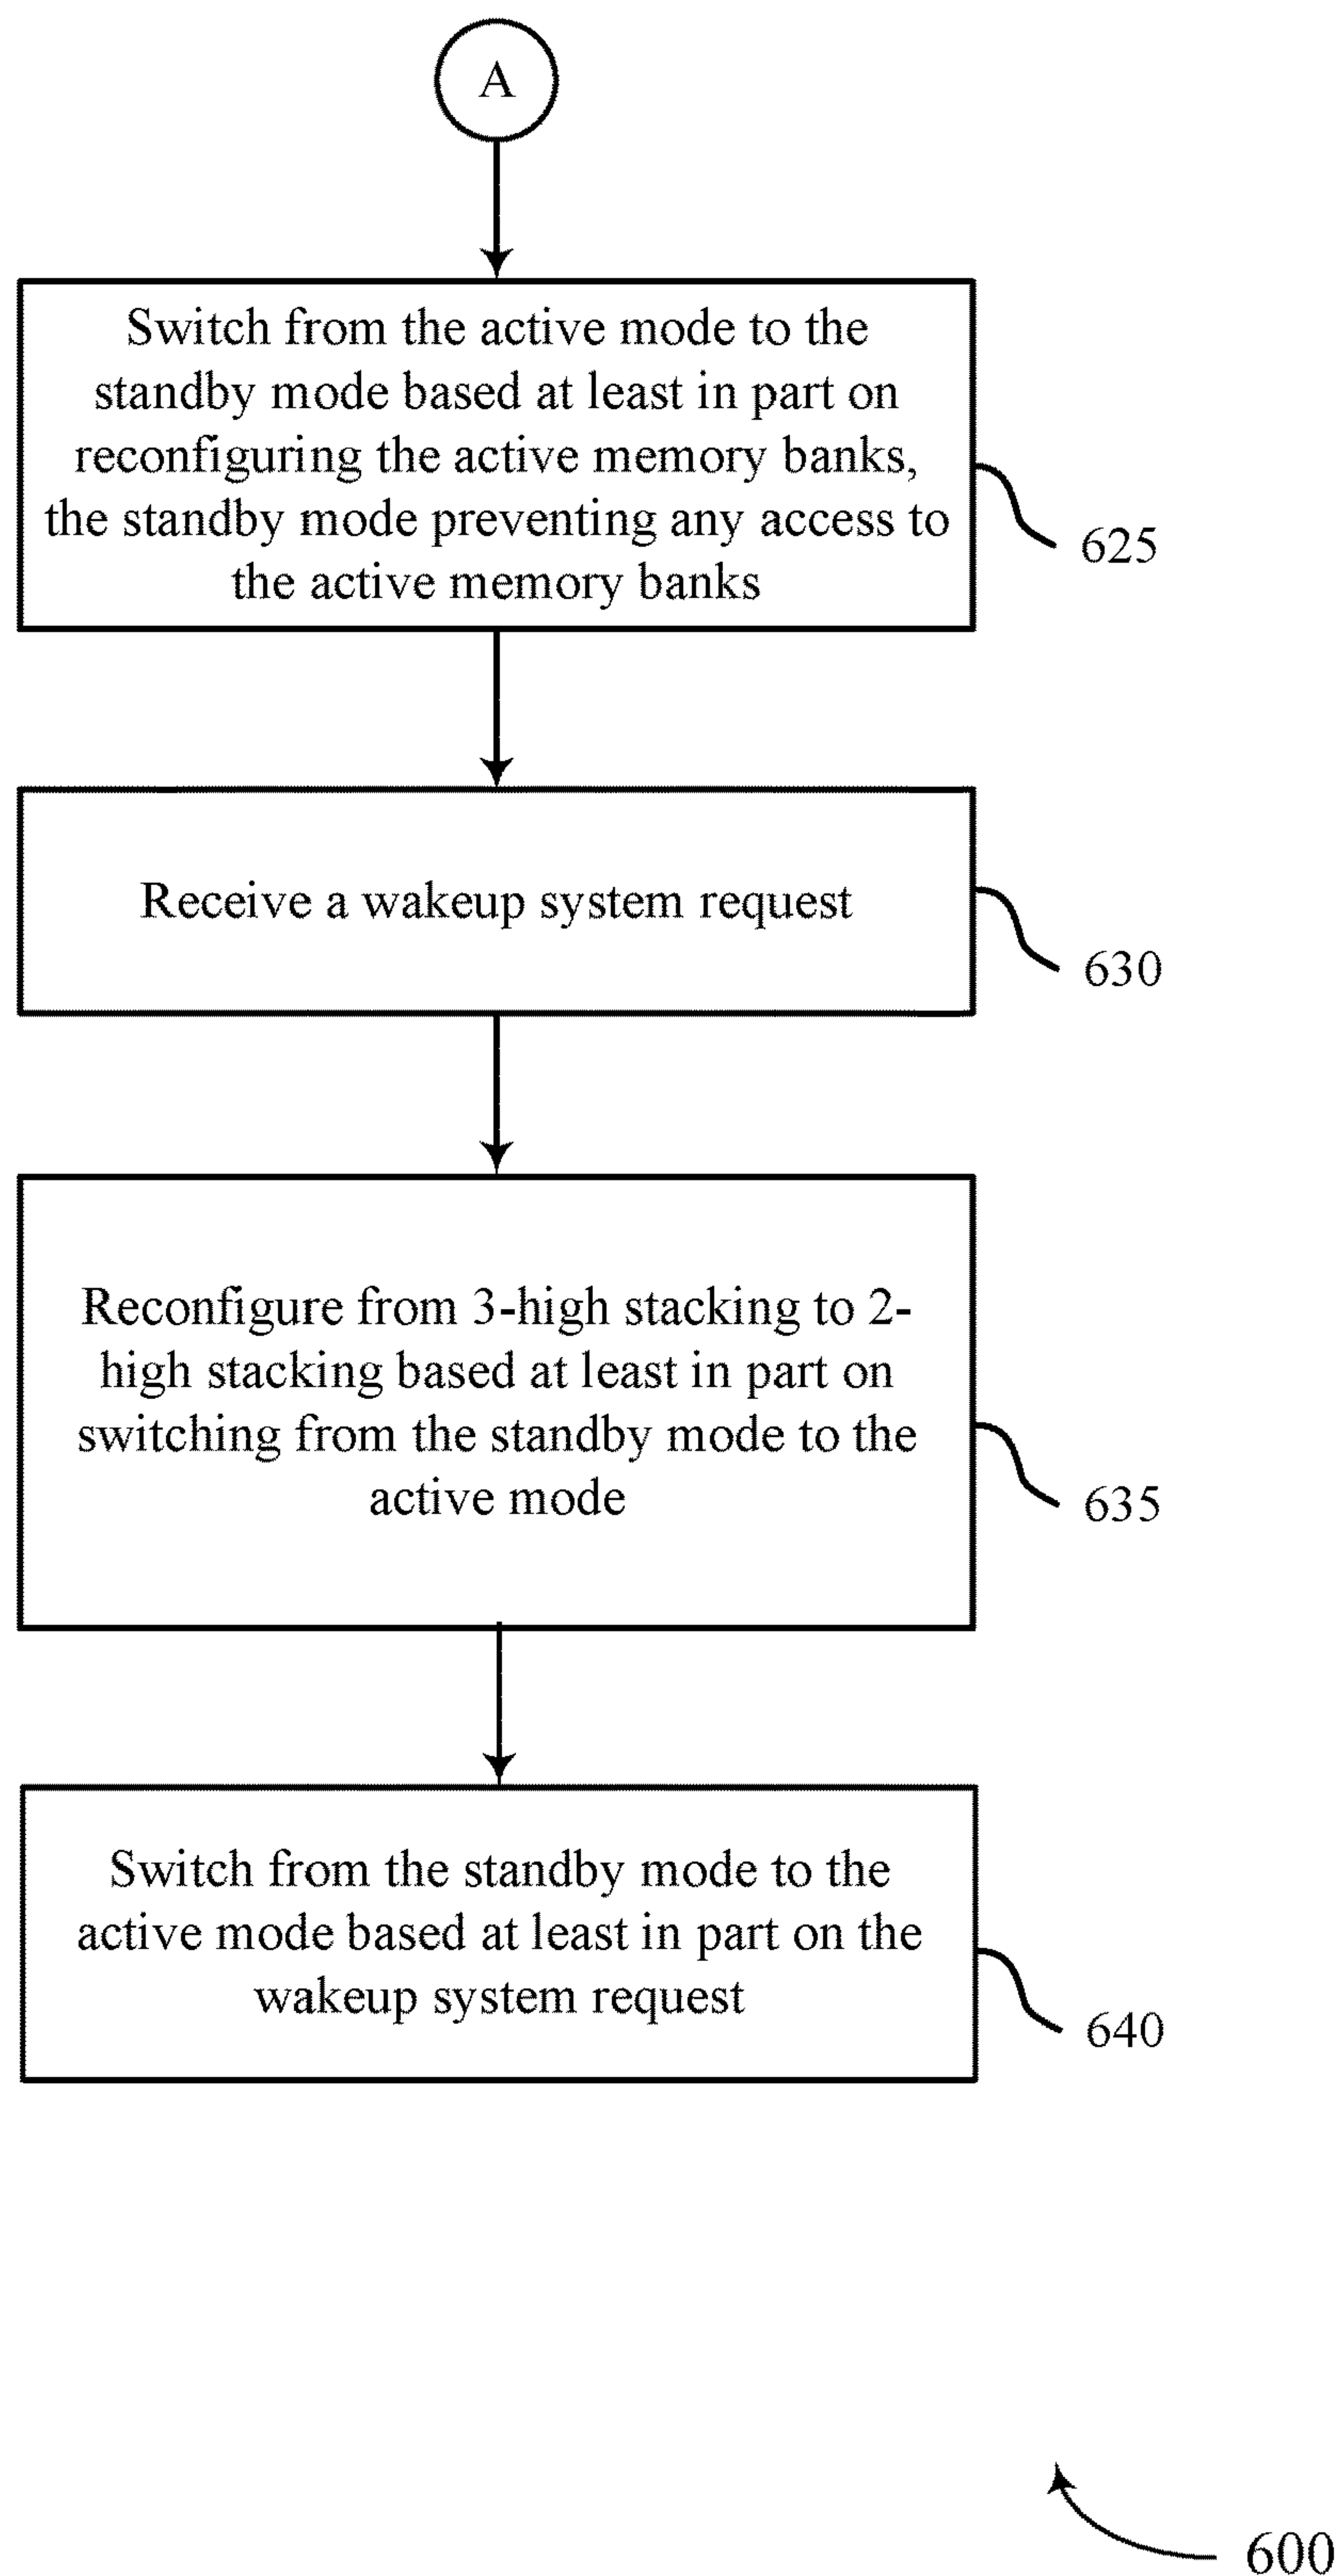 A
Switch from the active mode to the
standby mode based at least in part on
reconfiguring the active memory banks,
the standby mode preventing any access to
the active memory banks
625
Receive a wakeup system request
630
Reconfigure from 3-high stacking to 2-
high stacking based at least in part on
switching from the standby mode to the
active mode
635
Switch from the standby mode to the
active mode based at least in part on the
wakeup system request
640
600